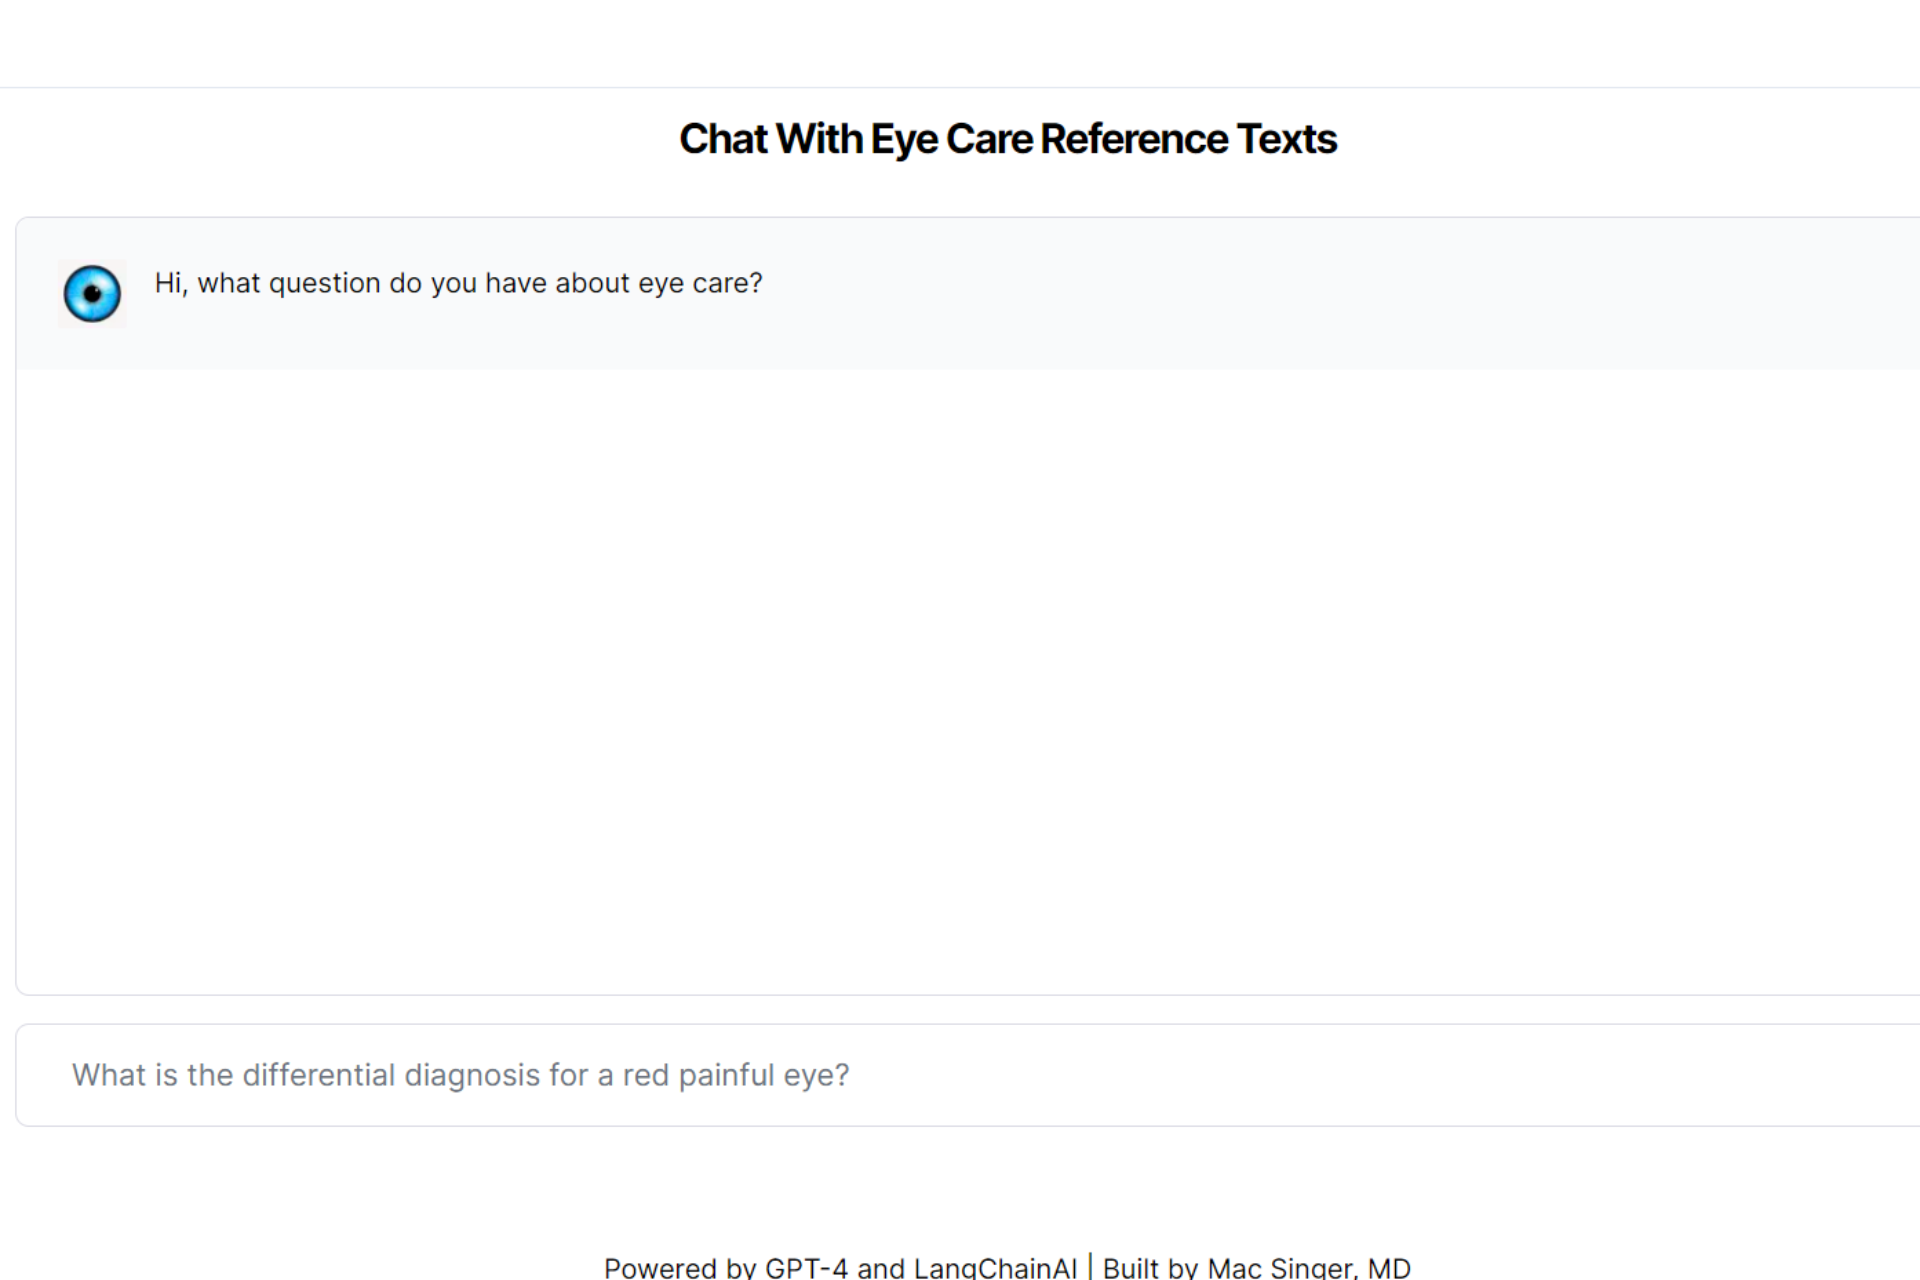 Chat With Eye Care Reference Texts
Hi, what question do you have about eye care?
What is the differential diagnosis for a red painful eye?
Powered by GPT-4 and LangChainAI | Built by Mac Singer, MD